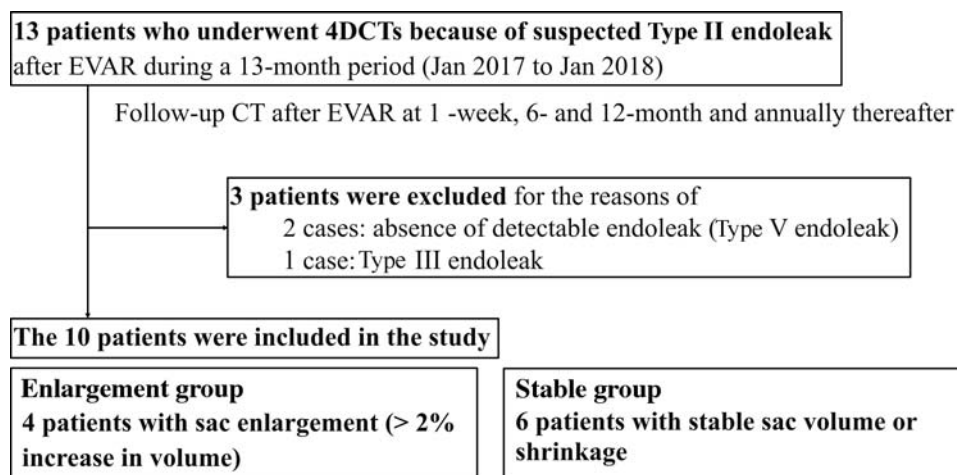 13 patients who underwent 4DCTs because of suspected Type II endoleak
after EVAR during a 13-month period (Jan 2017 to Jan 2018)
Follow-up CT after EVAR at 1 -week, 6- and 12-month and annually thereafter
3 patients were excluded for the reasons of
2 cases: absence of detectable endoleak (Type V endoleak)
1 case: Type III endoleak
The 10 patients were included in the study
Enlargement group
4 patients with sac enlargement (> 2%
increase in volume)
Stable group
6 patients with stable sac volume or
shrinkage